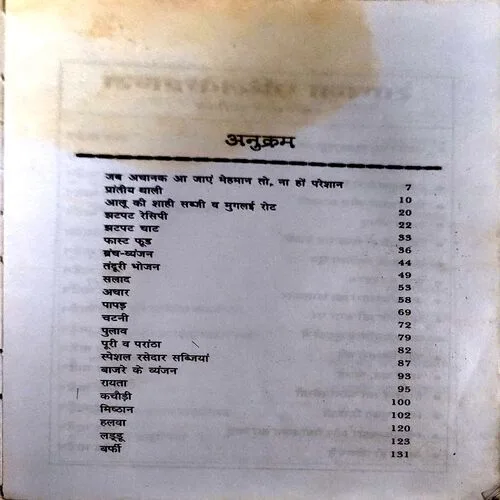 अनुक्रम
जब अचानक आ जाएं मेहमान तो, ना हों परेशान 7
प्रांतीय थाली 10
आलू की शाही सब्जी व मुगलई रोट 20
झटपट रेसिपी 22
झटपट चाट 33
फास्ट फूड 36
ब्रंच-व्यंजन 44
तंदूरी भोजन 49
सलाद 53
अचार 58
पापड़ 69
चटनी 72
पुलाव 79
पूरी व परांठा 82
स्पेशल रसेदार सब्जियां 87
बाजरे के व्यंजन 93
रायता 95
कचौड़ी 100
मिष्ठान 102
हलवा 120
लड्डू 123
बर्फी 131